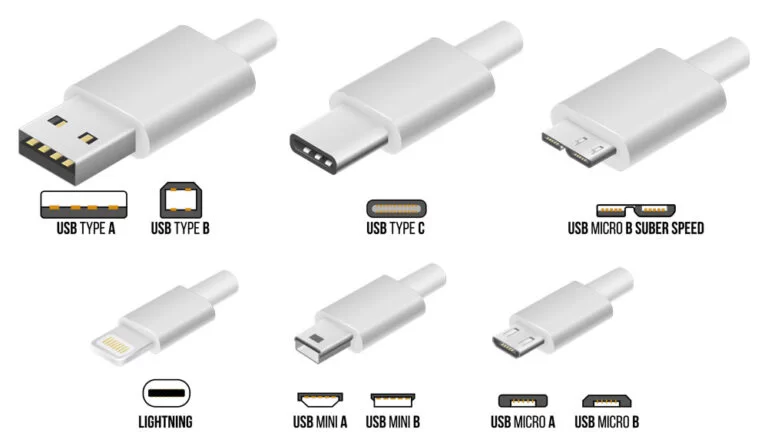 USB TYPE A
USB TYPE B
USB TYPE C
USB MICRO B SUBER SPEED
LIGHTNING
USB MINI A
USB MINI B
USB MICRO A
USB MICRO B